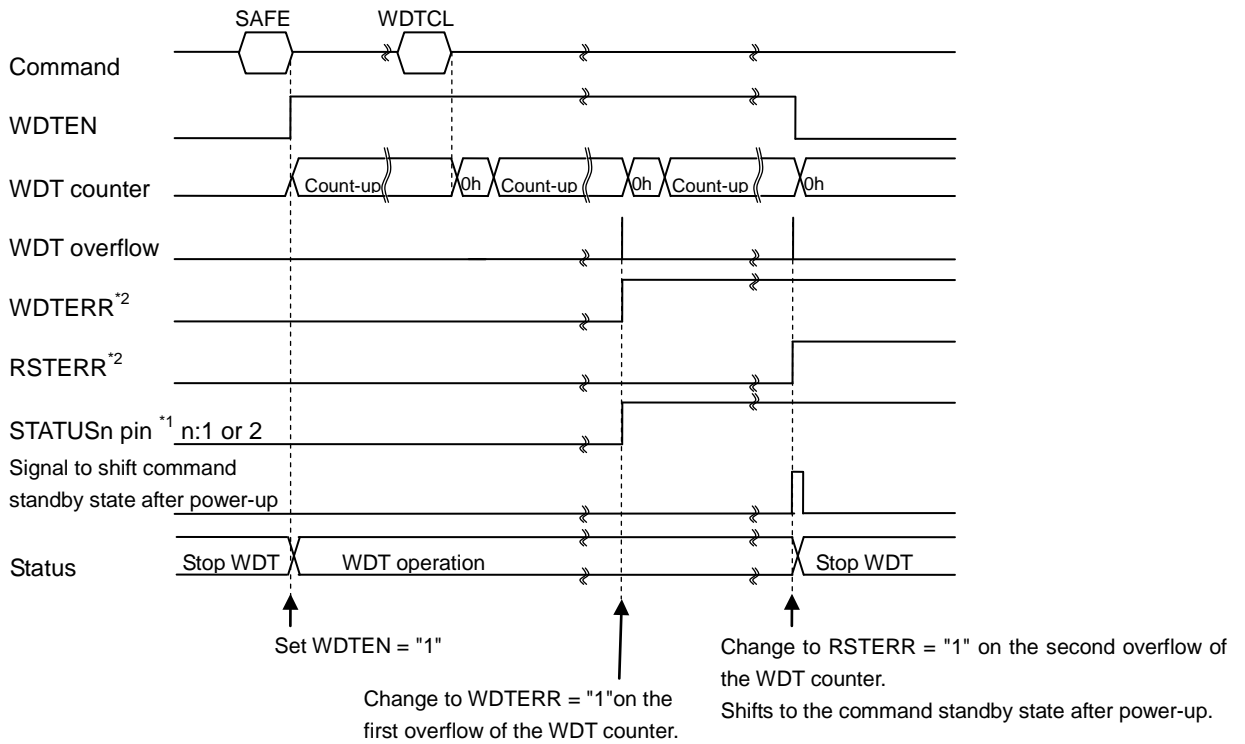 SAFE WDTCL
Command
WDTEN
WDT counter Count-up 0h Count-up 0h Count-up 0h
WDT overflow
WDTERR*2
RSTERR*2
STATUSn pin *1 n:1 or 2
Signal to shift command
standby state after power-up
Status Stop WDT WDT operation Stop WDT
Set WDTEN = "1"
Change to WDTERR = "1"on the
first overflow of the WDT counter.
Change to RSTERR = "1" on the second overflow of
the WDT counter.
Shifts to the command standby state after power-up.